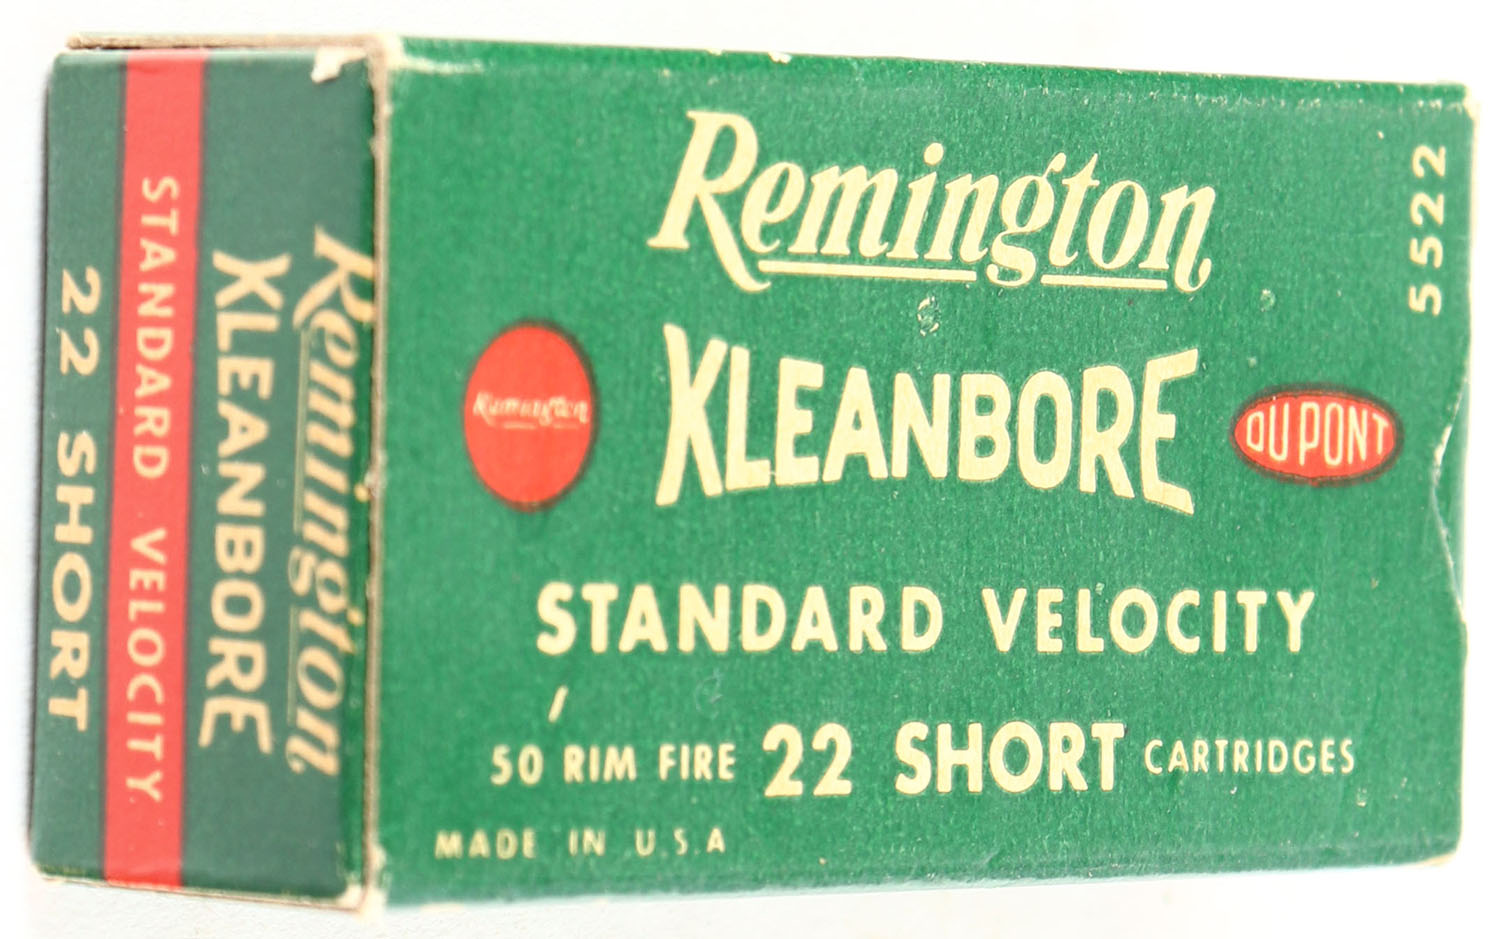 Remington
KLEANBORE
STANDARD VELOCITY
22 SHORT
Remington
5522
Remington
KLEANBORE
DU PONT
STANDARD VELOCITY
50 RIM FIRE 22 SHORT CARTRIDGES
MADE IN U.S.A